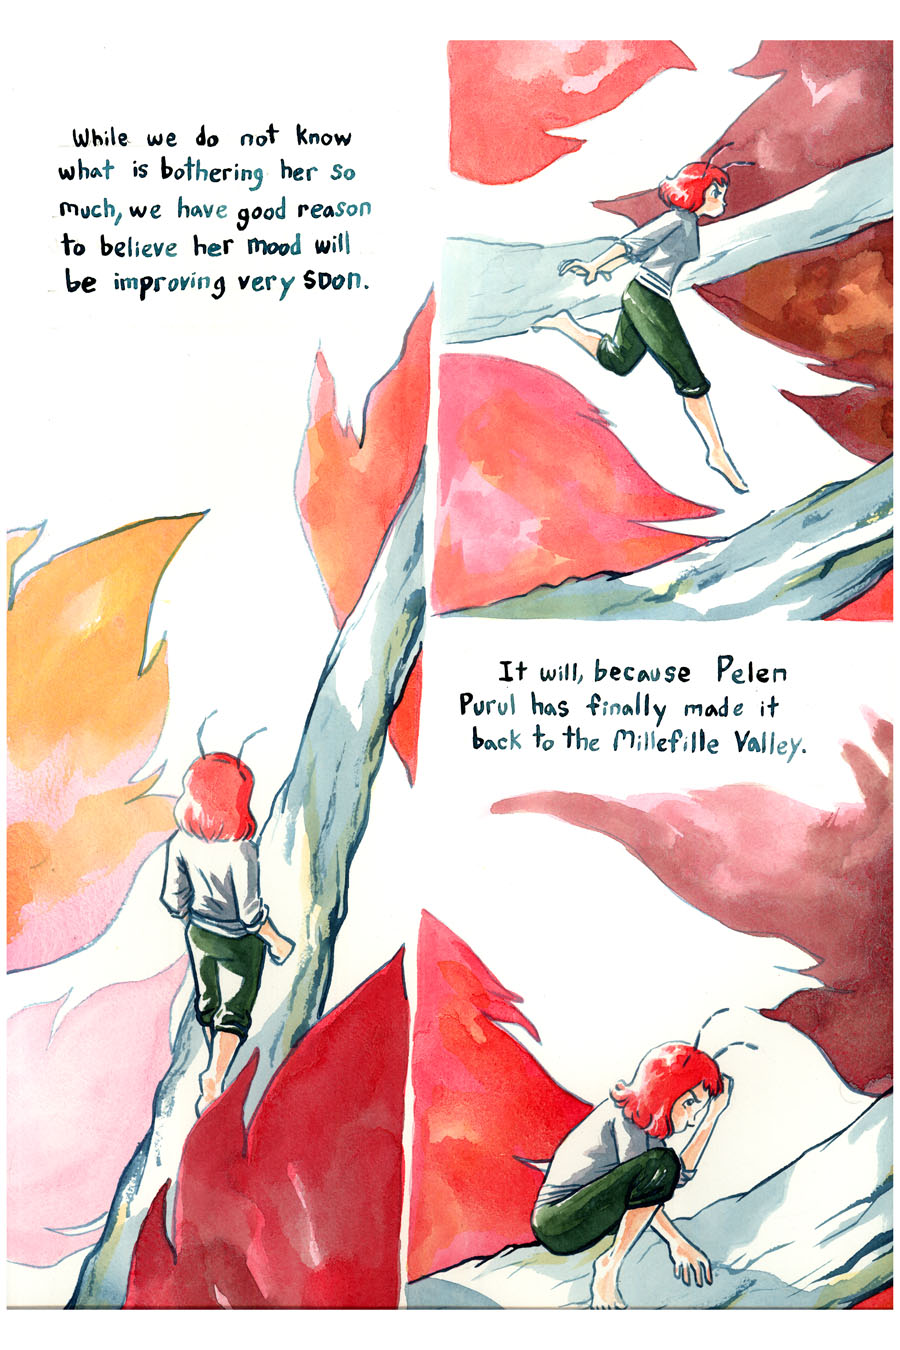 While we do not know
what is bothering her so
much, we have good reason
to believe her mood will
be improving very soon.
It will, because Pelen
Purul has finally made it
back to the Millefille Valley.